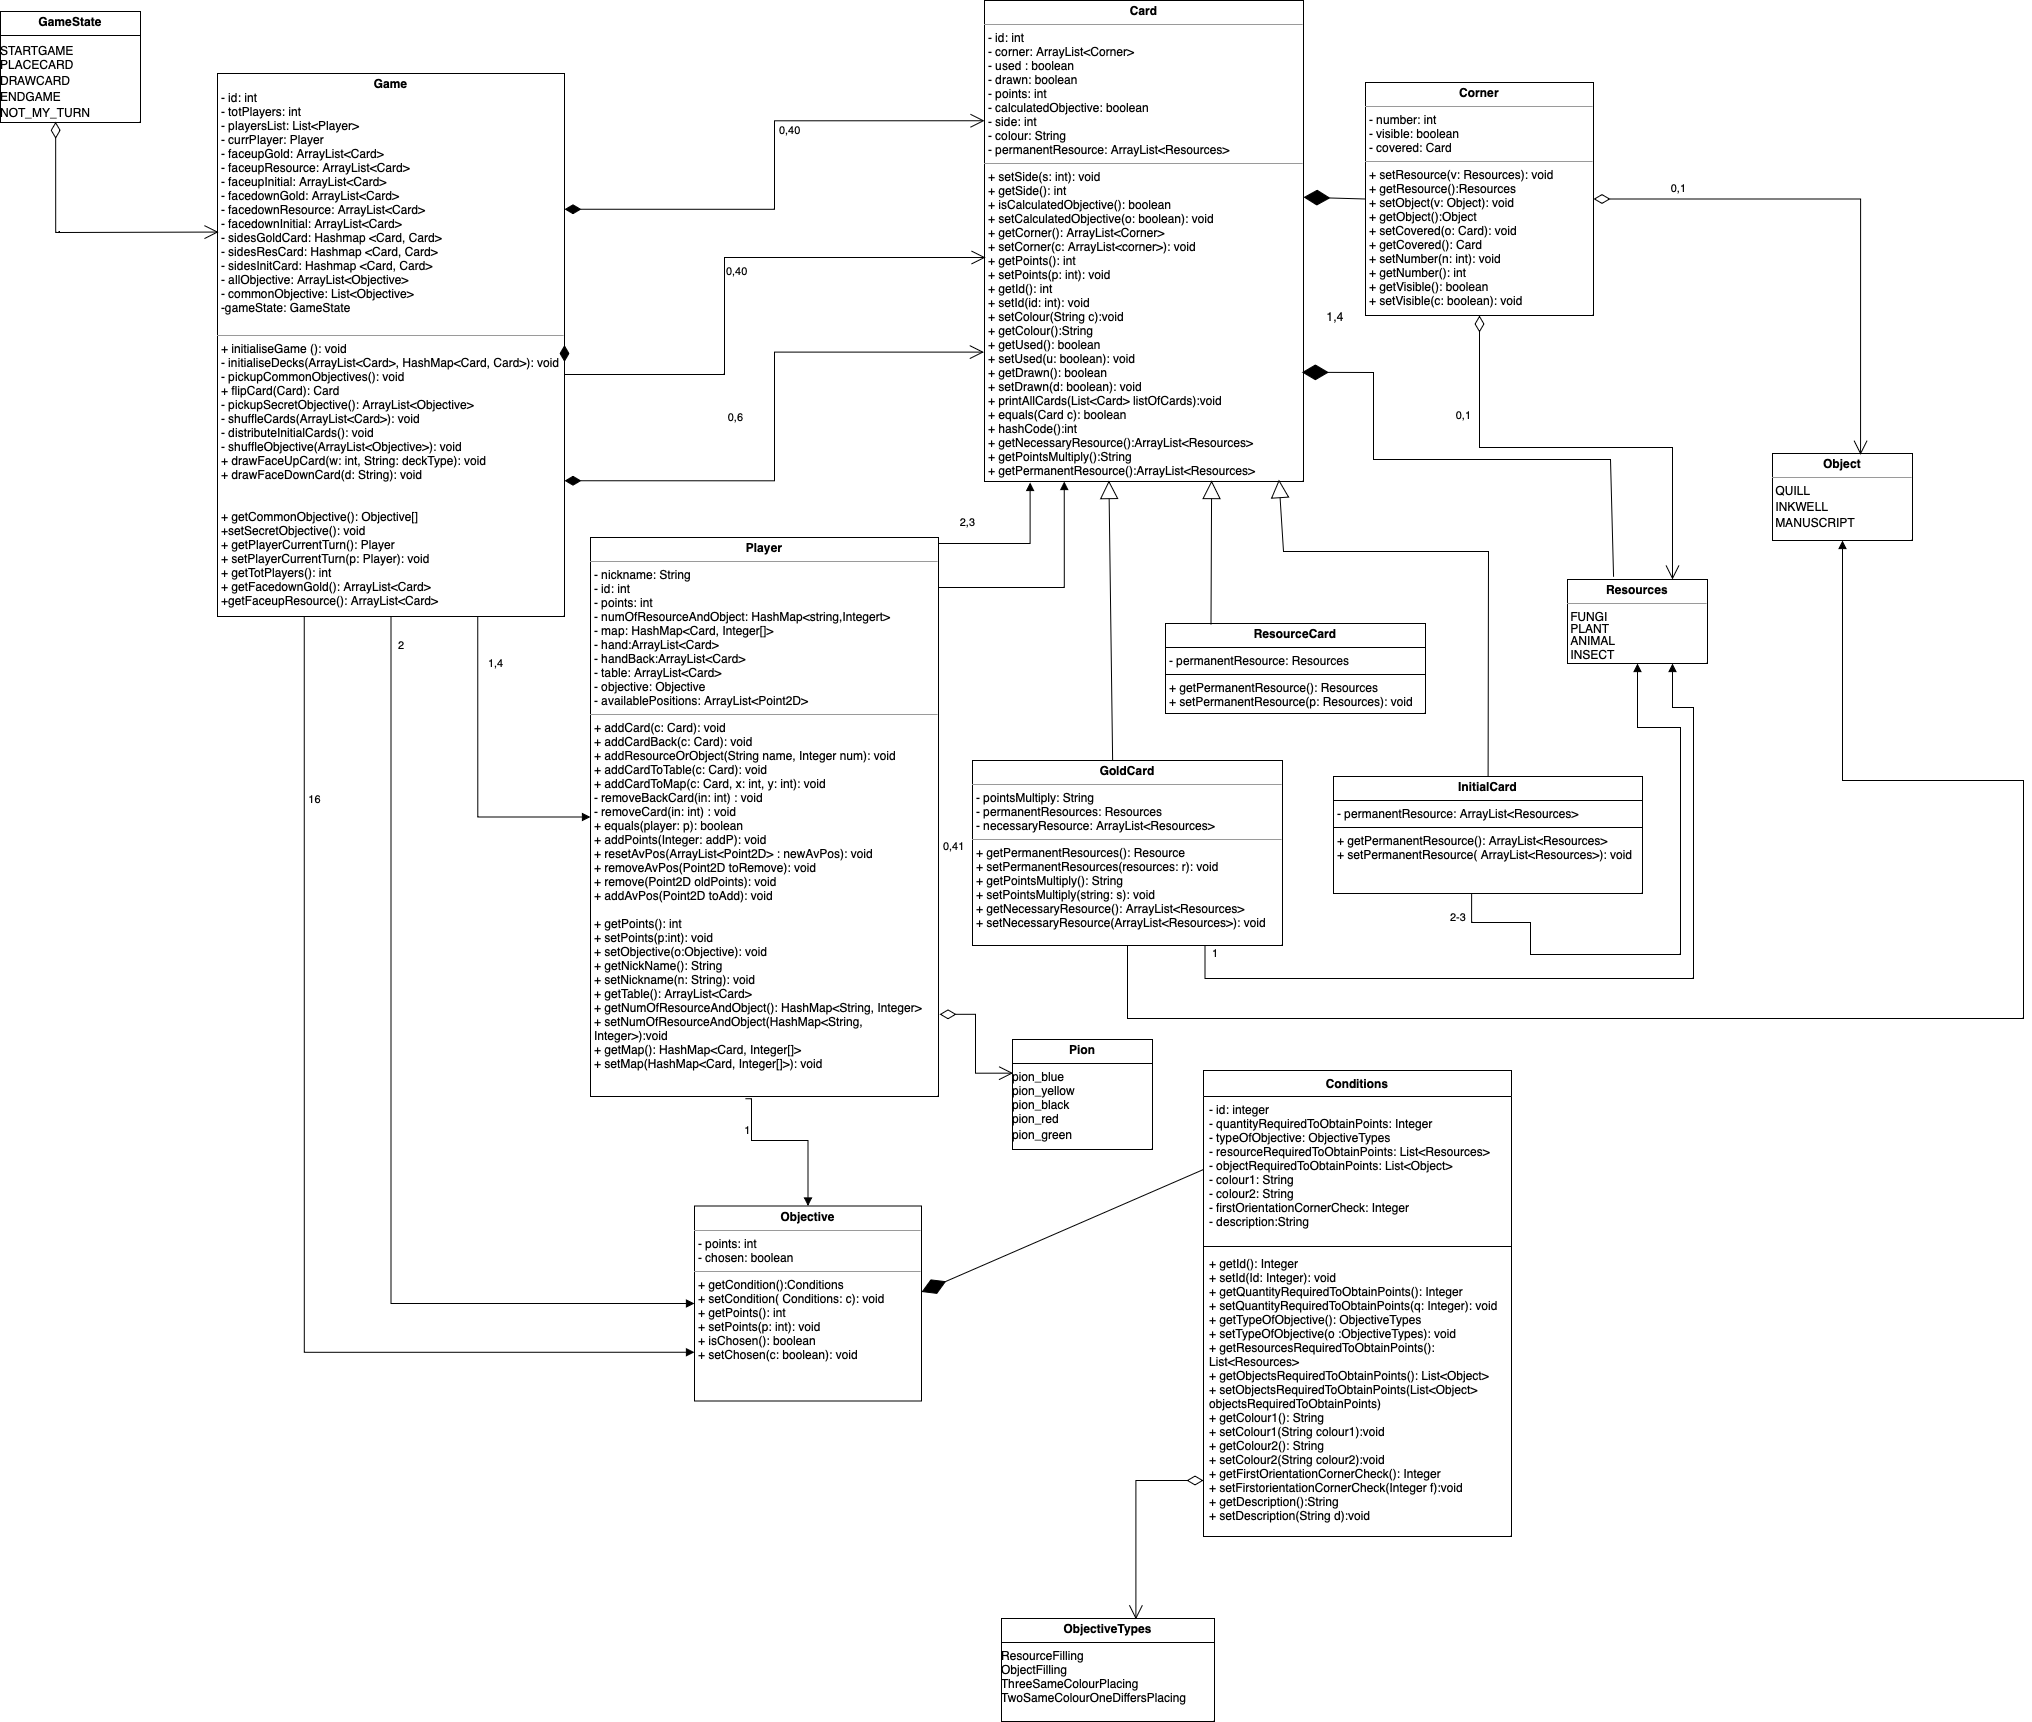 GameState
STARTGAME
PLACECARD
DRAWCARD
ENDGAME
NOT_MY_TURN
Game
- id: int
- totPlayers: int
- playersList: List<Player>
- currPlayer: Player
- faceupGold: ArrayList<Card>
- faceupResource: ArrayList<Card>
- faceupInitial: ArrayList<Card>
- facedownGold: ArrayList<Card>
- facedownResource: ArrayList<Card>
- facedownInitial: ArrayList<Card>
- sidesGoldCard: Hashmap <Card, Card>
- sidesResCard: Hashmap <Card, Card>
- sidesInitCard: Hashmap <Card, Card>
- allObjective: ArrayList<Objective>
- commonObjective: List<Objective>
-gameState: GameState
+ initialiseGame (): void
- initialiseDecks(ArrayList<Card>, HashMap<Card, Card>): void
- pickupCommonObjectives(): void
+ flipCard(Card): Card
- pickupSecretObjective(): ArrayList<Objective>
- shuffleCards(ArrayList<Card>): void
- distributeInitialCards(): void
- shuffleObjective(ArrayList<Objective>): void
+ drawFaceUpCard(w: int, String: deckType): void
+ drawFaceDownCard(d: String): void
+ getCommonObjective(): Objective[]
+setSecretObjective(): void
+ getPlayerCurrentTurn(): Player
+ setPlayerCurrentTurn(p: Player): void
+ getTotPlayers(): int
+ getFacedownGold(): ArrayList<Card>
+getFaceupResource(): ArrayList<Card>
0,40
0,40
0,6
2,3
2
1,4
16
0,41
1
Card
- id: int
- corner: ArrayList<Corner>
- used : boolean
- drawn: boolean
- points: int
- calculatedObjective: boolean
- side: int
- colour: String
- permanentResource: ArrayList<Resources>
+ setSide(s: int): void
+ getSide(): int
+ isCalculatedObjective(): boolean
+ setCalculatedObjective(o: boolean): void
+ getCorner(): ArrayList<Corner>
+ setCorner(c: ArrayList<corner>): void
+ getPoints(): int
+ setPoints(p: int): void
+ getId(): int
+ setId(id: int): void
+ setColour(String c):void
+ getColour():String
+ getUsed(): boolean
+ setUsed(u: boolean): void
+ getDrawn(): boolean
+ setDrawn(d: boolean): void
+ printAllCards(List<Card> listOfCards):void
+ equals(Card c): boolean
+ hashCode():int
+ getNecessaryResource():ArrayList<Resources>
+ getPointsMultiply():String
+ getPermanentResource():ArrayList<Resources>
Corner
- number: int
- visible: boolean
- covered: Card
+ setResource(v: Resources): void
+ getResource():Resources
+ setObject(v: Object): void
+ getObject():Object
+ setCovered(o: Card): void
+ getCovered(): Card
+ setNumber(n: int): void
+ getNumber(): int
+ getVisible(): boolean
+ setVisible(c: boolean): void
0,1
1,4
0,1
Object
QUILL
INKWELL
MANUSCRIPT
Resources
FUNGI
PLANT
ANIMAL
INSECT
Player
- nickname: String
- id: int
- points: int
- numOfResourceAndObject: HashMap<string,Integert>
- map: HashMap<Card, Integer[]>
- hand:ArrayList<Card>
- handBack:ArrayList<Card>
- table: ArrayList<Card>
- objective: Objective
- availablePositions: ArrayList<Point2D>
+ addCard(c: Card): void
+ addCardBack(c: Card): void
+ addResourceOrObject(String name, Integer num): void
+ addCardToTable(c: Card): void
+ addCardToMap(c: Card, x: int, y: int): void
- removeBackCard(in: int) : void
- removeCard(in: int) : void
+ equals(player: p): boolean
+ addPoints(Integer: addP): void
+ resetAvPos(ArrayList<Point2D> : newAvPos): void
+ removeAvPos(Point2D toRemove): void
+ remove(Point2D oldPoints): void
+ addAvPos(Point2D toAdd): void
+ getPoints(): int
+ setPoints(p:int): void
+ setObjective(o:Objective): void
+ getNickName(): String
+ setNickname(n: String): void
+ getTable(): ArrayList<Card>
+ getNumOfResourceAndObject(): HashMap<String, Integer>
+ setNumOfResourceAndObject(HashMap<String,
Integer>):void
+ getMap(): HashMap<Card, Integer[]>
+ setMap(HashMap<Card, Integer[]>): void
ResourceCard
- permanentResource: Resources
+ getPermanentResource(): Resources
+ setPermanentResource(p: Resources): void
GoldCard
- pointsMultiply: String
- permanentResources: Resources
- necessaryResource: ArrayList<Resources>
+ getPermanentResources(): Resource
+ setPermanentResources(resources: r): void
+ getPointsMultiply(): String
+ setPointsMultiply(string: s): void
+ getNecessaryResource(): ArrayList<Resources>
+ setNecessaryResource(ArrayList<Resources>): void
1
InitialCard
- permanentResource: ArrayList<Resources>
+ getPermanentResource(): ArrayList<Resources>
+ setPermanentResource( ArrayList<Resources>): void
2-3
Pion
pion_blue
pion_yellow
pion_black
pion_red
pion_green
Objective
- points: int
- chosen: boolean
+ getCondition():Conditions
+ setCondition( Conditions: c): void
+ getPoints(): int
+ setPoints(p: int): void
+ isChosen(): boolean
+ setChosen(c: boolean): void
Conditions
- id: integer
- quantityRequiredToObtainPoints: Integer
- typeOfObjective: ObjectiveTypes
- resourceRequiredToObtainPoints: List<Resources>
- objectRequiredToObtainPoints: List<Object>
- colour1: String
- colour2: String
- firstOrientationCornerCheck: Integer
- description:String
+ getId(): Integer
+ setId(Id: Integer): void
+ getQuantityRequiredToObtainPoints(): Integer
+ setQuantityRequiredToObtainPoints(q: Integer): void
+ getTypeOfObjective(): ObjectiveTypes
+ setTypeOfObjective(o :ObjectiveTypes): void
+ getResourcesRequiredToObtainPoints():
List<Resources>
+ getObjectsRequiredToObtainPoints(): List<Object>
+ setObjectsRequiredToObtainPoints(List<Object>
objectsRequiredToObtainPoints)
+ getColour1(): String
+ setColour1(String colour1):void
+ getColour2(): String
+ setColour2(String colour2):void
+ getFirstOrientationCornerCheck(): Integer
+ setFirstorientationCornerCheck(Integer f):void
+ getDescription():String
+ setDescription(String d):void
ObjectiveTypes
ResourceFilling
ObjectFilling
ThreeSameColourPlacing
TwoSameColourOneDiffersPlacing